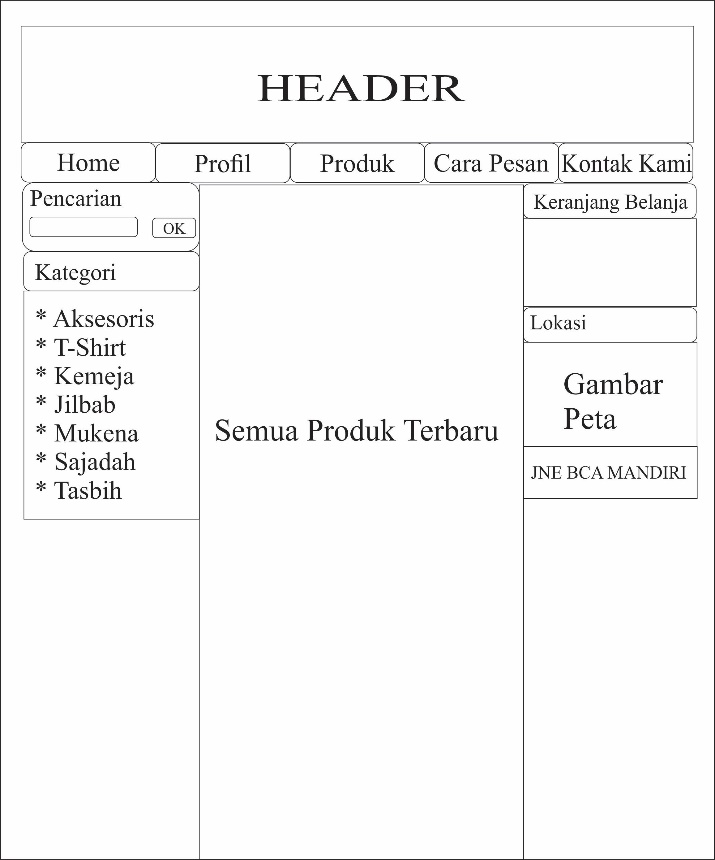 HEADER
Home
Profil
Produk
Cara Pesan
Kontak Kami
Pencarian
OK
Kategori
* Aksesoris
* T-Shirt
* Kemeja
* Jilbab
* Mukena
* Sajadah
* Tasbih
Semua Produk Terbaru
Keranjang Belanja
Lokasi
Gambar
Peta
JNE BCA MANDIRI